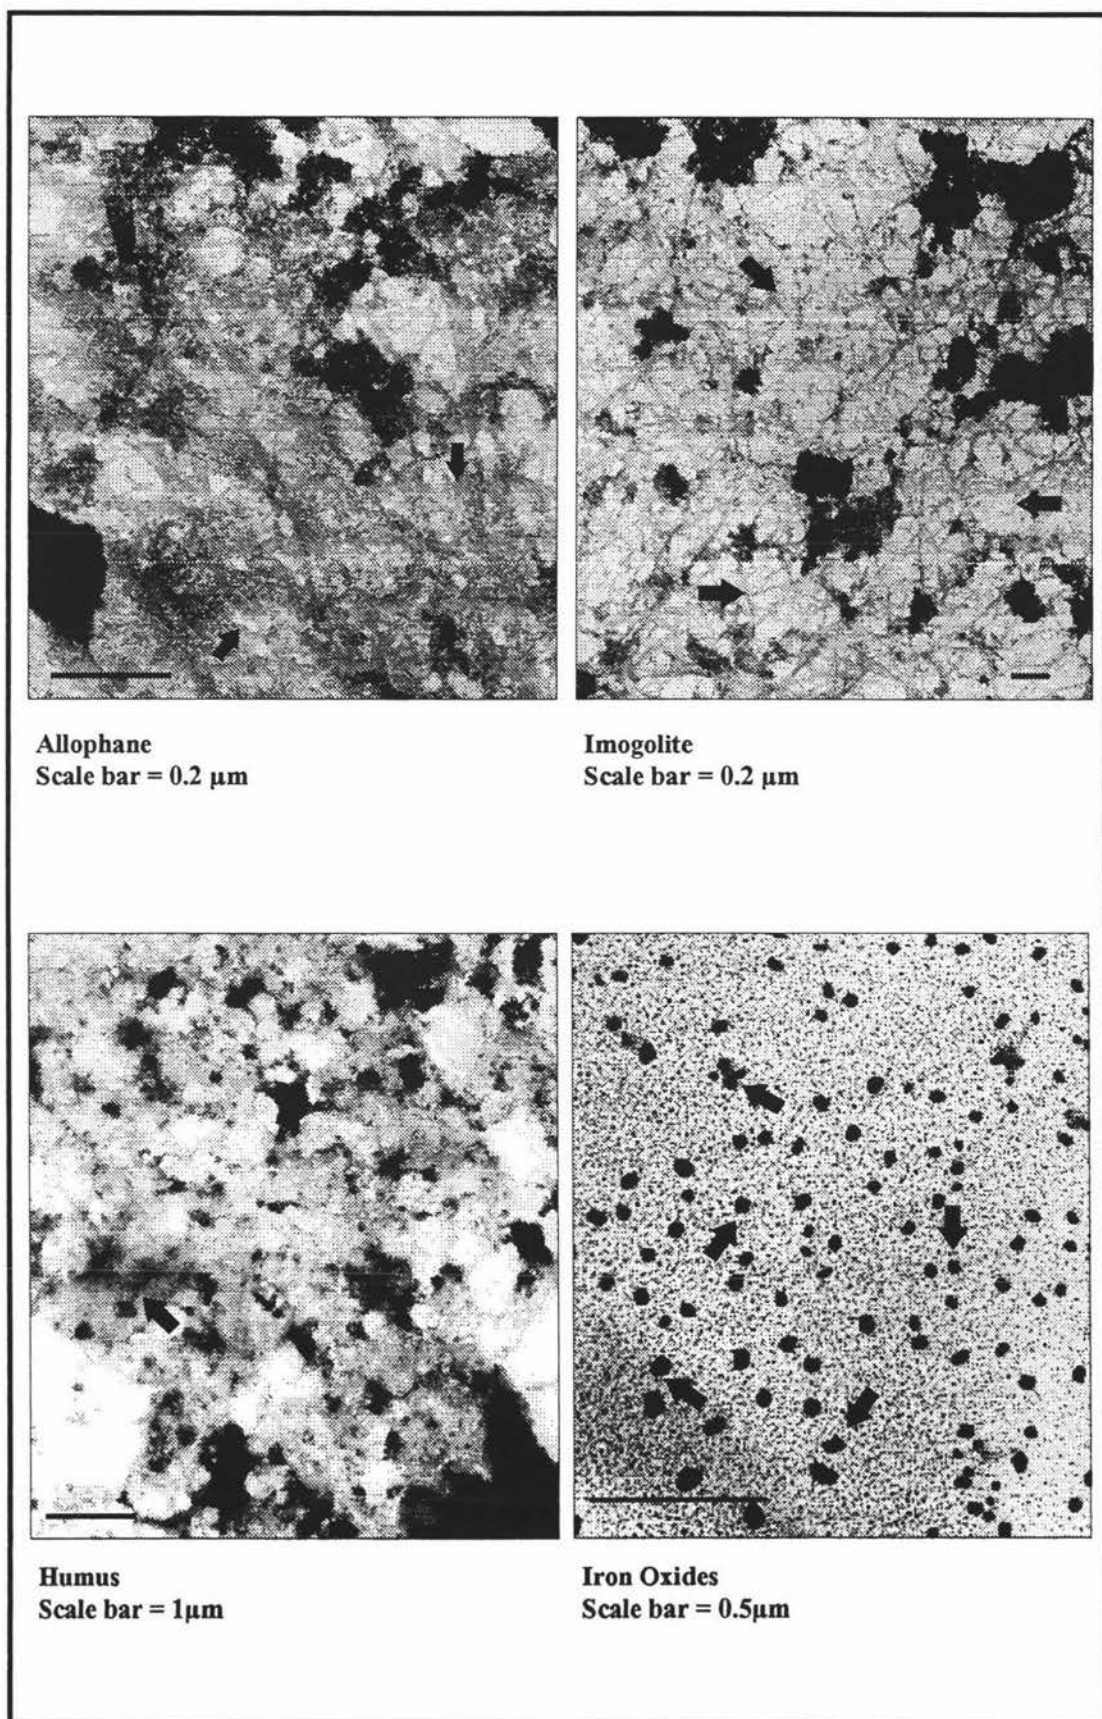 Allophane
Scale bar = 0.2 µm
Imogolite
Scale bar = 0.2 µm
Humus
Scale bar = 1µm
Iron Oxides
Scale bar = 0.5µm